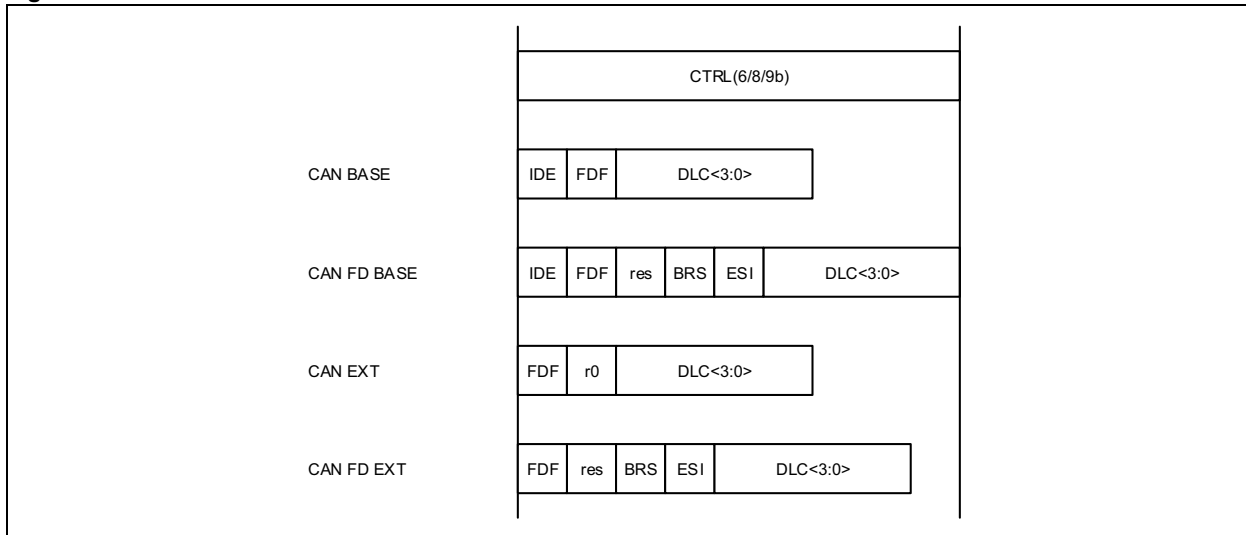 CTRL(6/8/9b)
CAN BASE IDE FDF DLC<3:0>
CAN FD BASE IDE FDF res BRS ESI DLC<3:0>
CAN EXT FDF r0 DLC<3:0>
CAN FD EXT FDF res BRS ESI DLC<3:0>